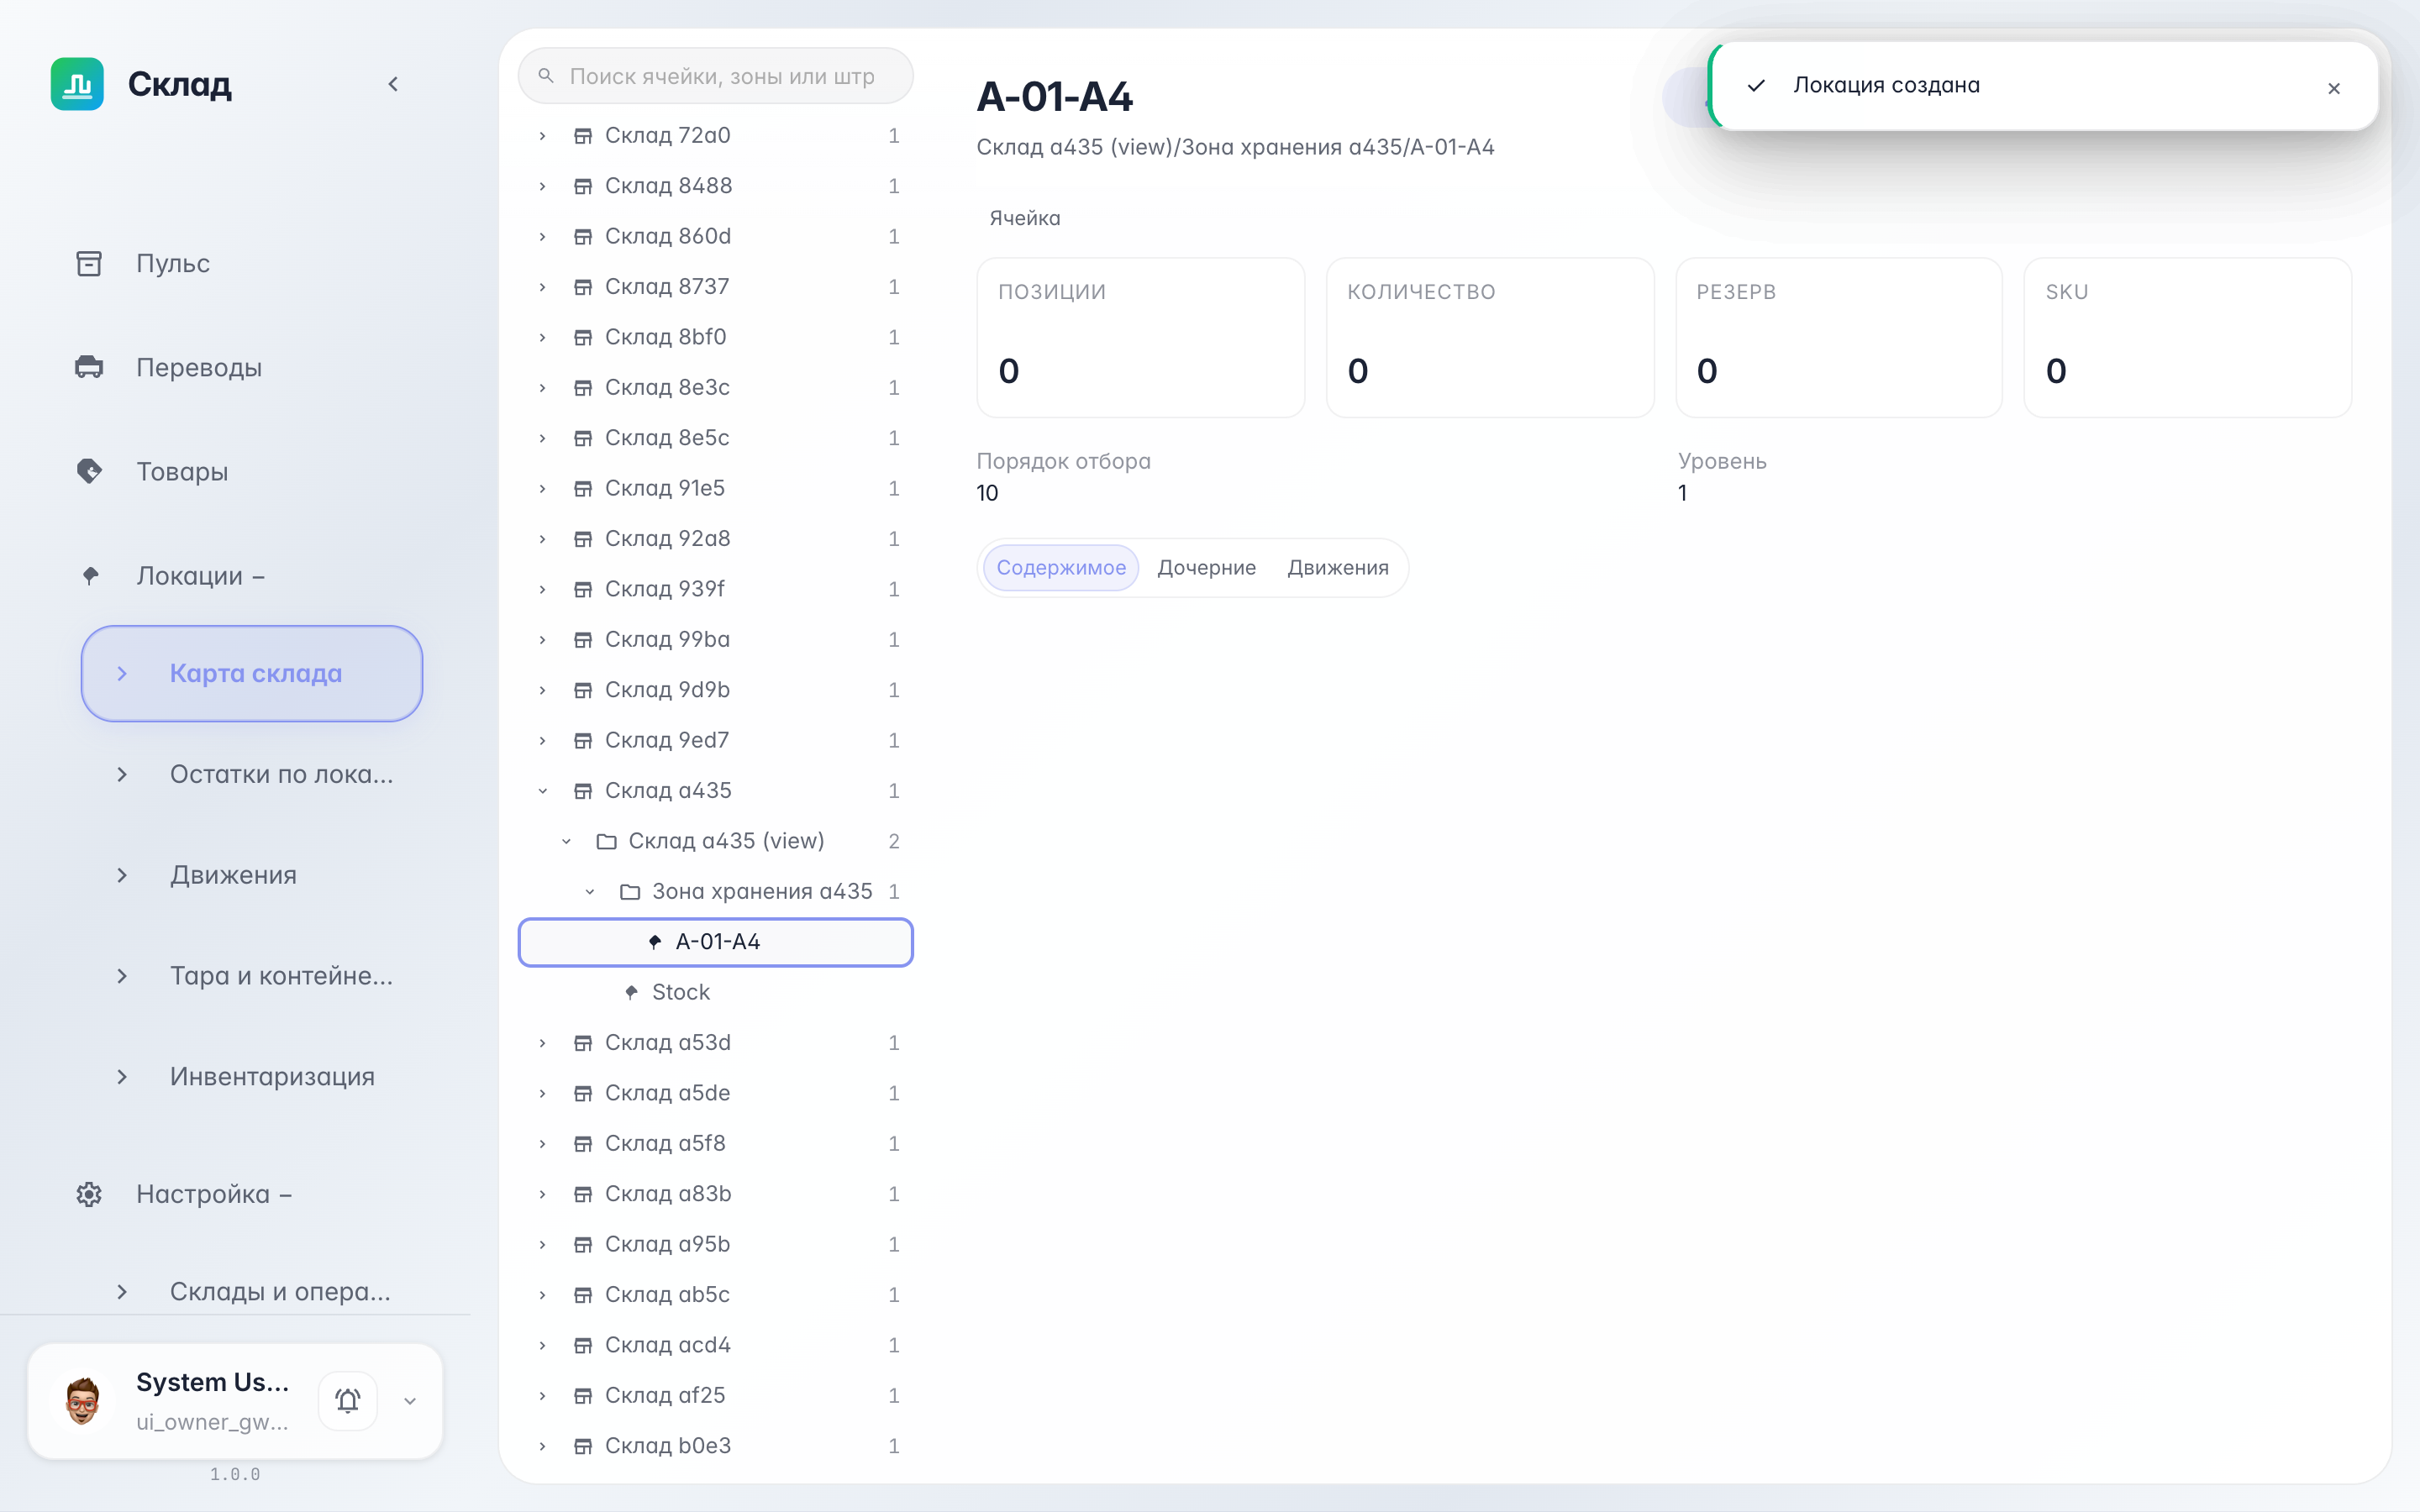 Склад
Пульс
Переводы
Товары
Локации –
Карта склада
Остатки по лока...
Движения
Тара и контейне...
Инвентаризация
Настройка –
Склады и опера...
System Us...
ui_owner_gw...
1.0.0
Поиск ячейки, зоны или штр
Склад 72a0 1
Склад 8488 1
Склад 860d 1
Склад 8737 1
Склад 8bf0 1
Склад 8e3c 1
Склад 8e5c 1
Склад 91e5 1
Склад 92a8 1
Склад 939f 1
Склад 99ba 1
Склад 9d9b 1
Склад 9ed7 1
Склад a435 1
Склад a435 (view) 2
Зона хранения a435 1
A-01-A4
Stock
Склад a53d 1
Склад a5de 1
Склад a5f8 1
Склад a83b 1
Склад a95b 1
Склад ab5c 1
Склад acd4 1
Склад af25 1
Склад b0e3 1
A-01-A4
Склад a435 (view)/Зона хранения a435/A-01-A4
Локация создана
Ячейка
ПОЗИЦИИ
0
КОЛИЧЕСТВО
0
РЕЗЕРВ
0
SKU
0
Порядок отбора
10
Уровень
1
Содержимое
Дочерние
Движения